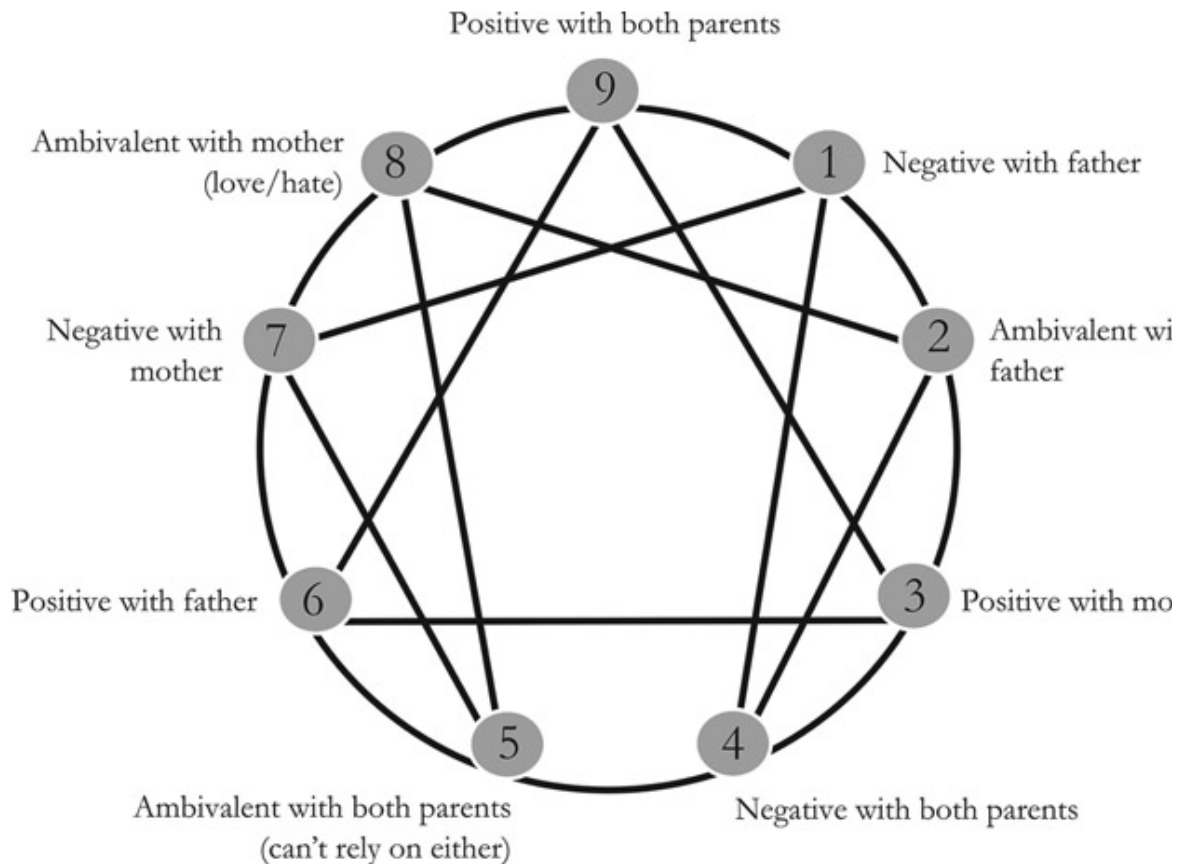 Positive with both parents
9
Ambivalent with mother
(love/hate)
8
1
Negative with father
Negative with
mother
7
2
Ambivalent wi
father
Positive with father
6
3
Positive with mo
5
4
Ambivalent with both parents
(can't rely on either)
Negative with both parents